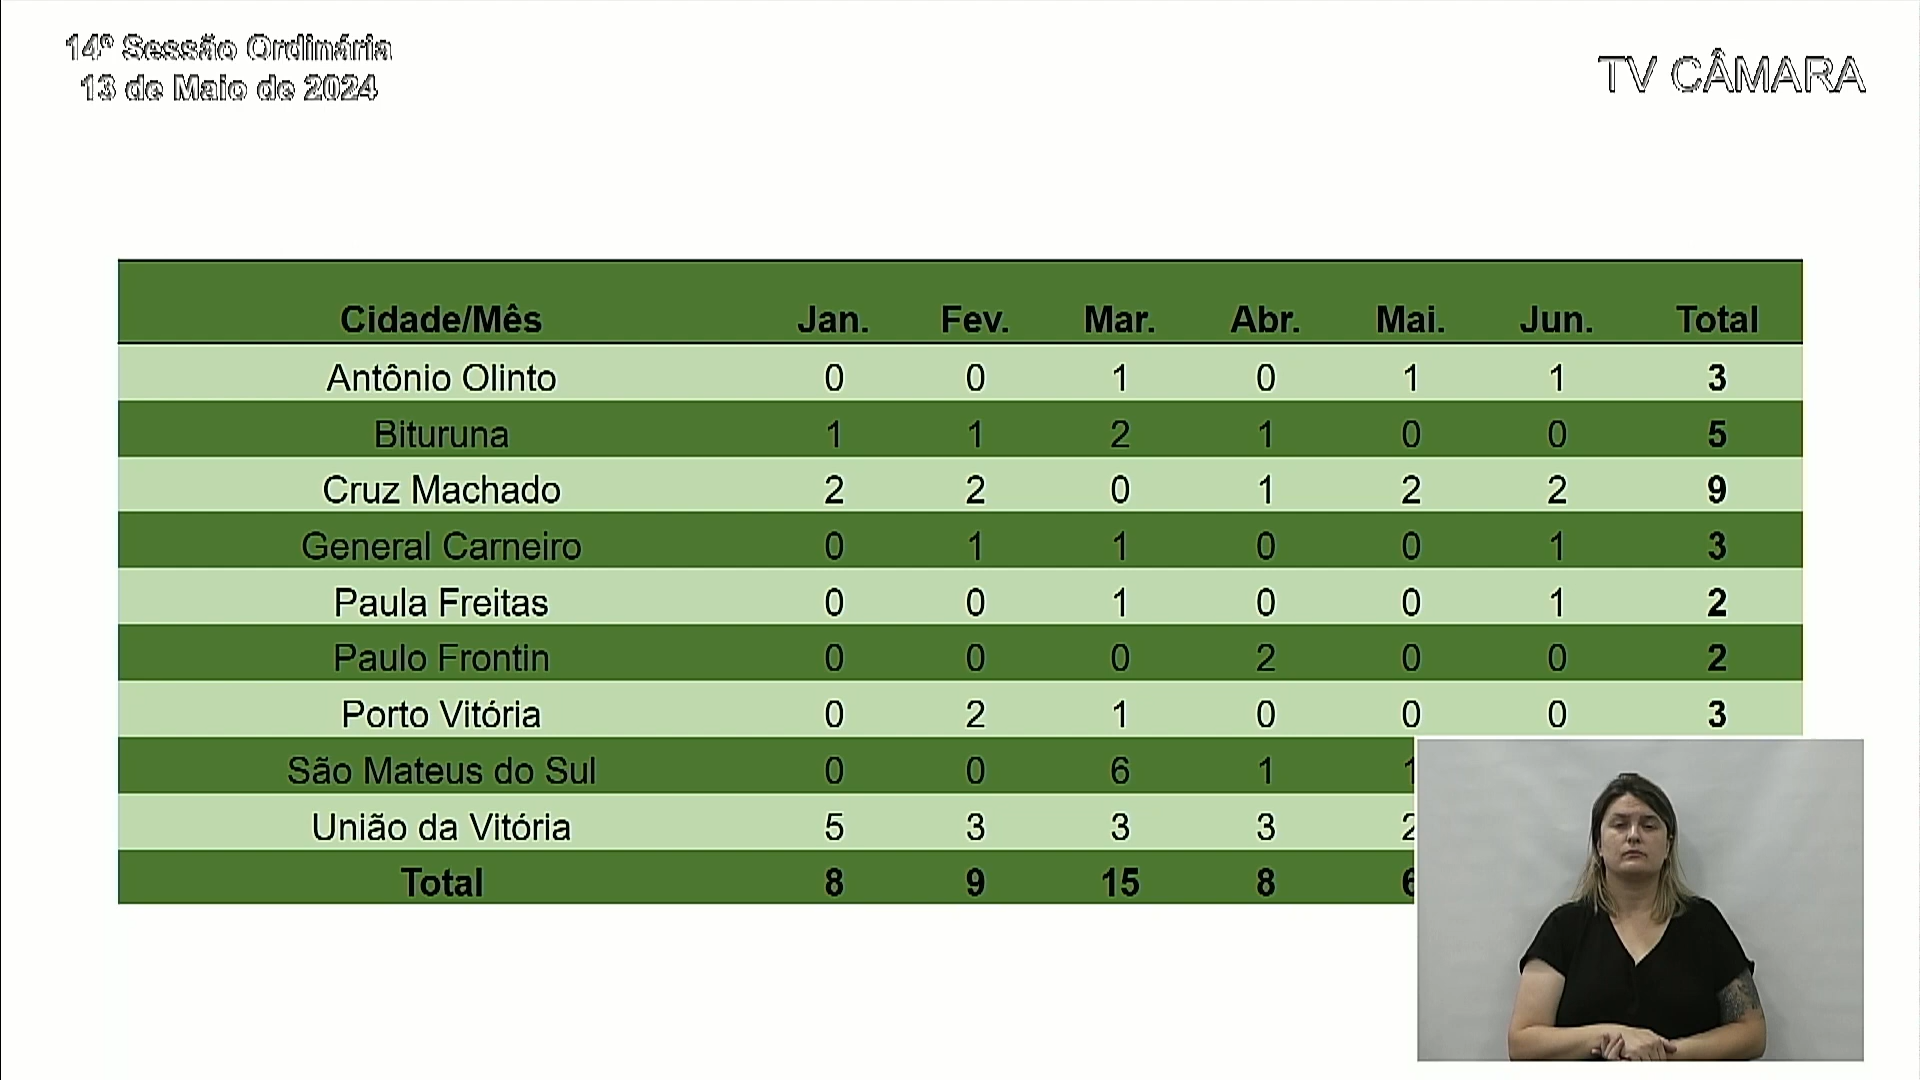 14º Sessão Ordinária
13 de Maio de 2024
TV CÂMARA
Cidade/Mês Jan. Fev. Mar. Abr. Mai. Jun. Total
Antônio Olinto 0 0 1 0 1 1 3
Bituruna 1 1 2 1 0 0 5
Cruz Machado 2 2 0 1 2 2 9
General Carneiro 0 1 1 0 0 1 3
Paula Freitas 0 0 1 0 0 1 2
Paulo Frontin 0 0 0 2 0 0 2
Porto Vitória 0 2 1 0 0 0 3
São Mateus do Sul 0 0 6 1 1
União da Vitória 5 3 3 3 2
Total 8 9 15 8 6